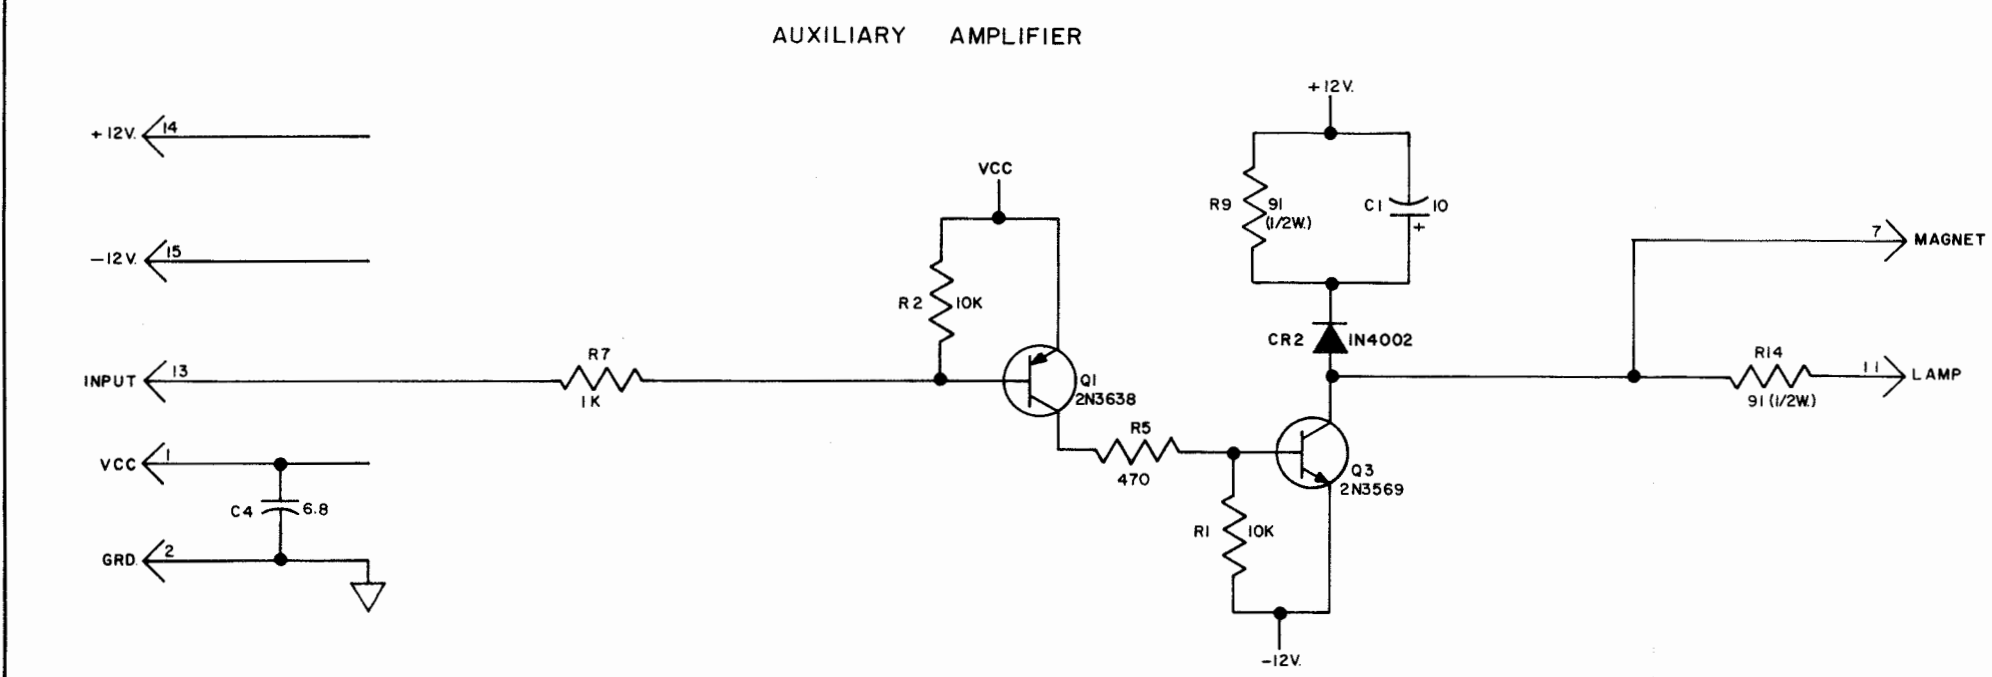 AUXILIARY AMPLIFIER
+12V.
+12V. 14
VCC
R9 91
(1/2W.)
C1 10
+
-12V. 15
7 MAGNET
R2 10K
CR2 1N4002
R7
1K
INPUT 13
Q1
2N3638
R14
91 (1/2W.)
11 LAMP
R5
470
VCC 1
Q3
2N3569
C4 6.8
R1 10K
GRD. 2
-12V.